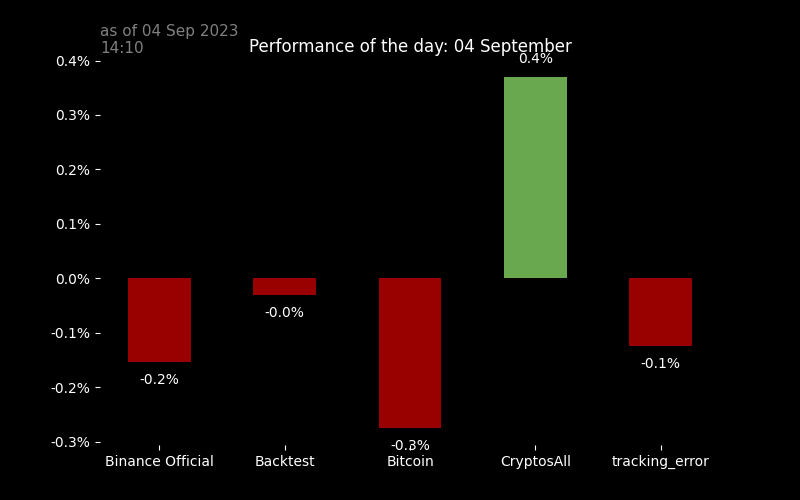 as of 04 Sep 2023
14:10
Performance of the day: 04 September
0.4%
0.4%
0.3%
0.2%
0.1%
0.0%
-0.0%
-0.1%
-0.1%
-0.2%
-0.2%
-0.3%
-0.3%
Binance Official
Backtest
Bitcoin
CryptosAll
tracking_error